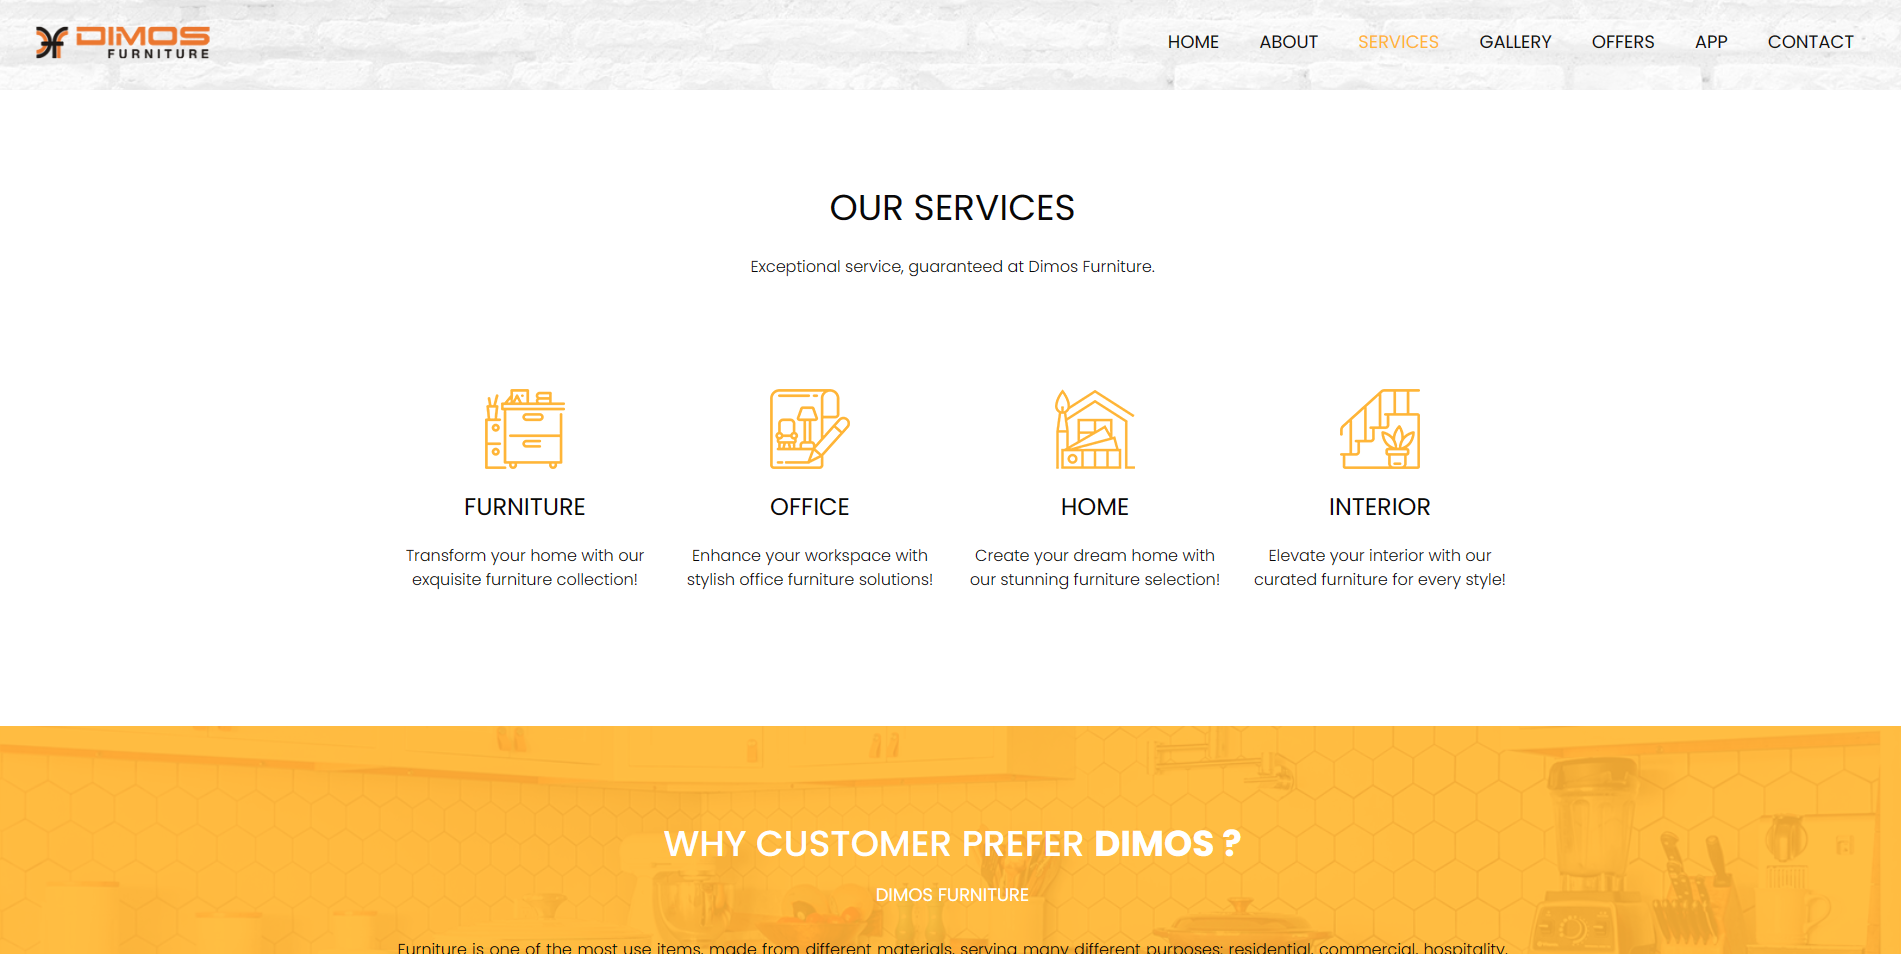 DIMOS
FURNITURE
HOME ABOUT SERVICES GALLERY OFFERS APP CONTACT
OUR SERVICES
Exceptional service, guaranteed at Dimos Furniture.
FURNITURE
Transform your home with our
exquisite furniture collection!
OFFICE
Enhance your workspace with
stylish office furniture solutions!
HOME
Create your dream home with
our stunning furniture selection!
INTERIOR
Elevate your interior with our
curated furniture for every style!
WHY CUSTOMER PREFER DIMOS ?
DIMOS FURNITURE
Furniture is one of the most use items, made from different materials, serving many different purposes: residential, commercial, hospitality,